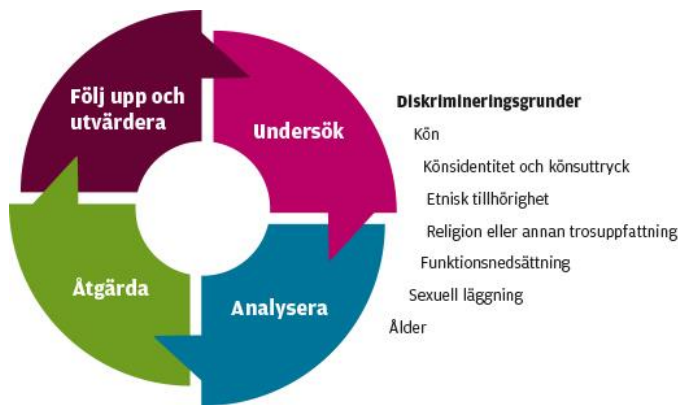 Följ upp och
utvärdera
Undersök
Åtgärda
Analysera
Diskrimineringsgrunder
Kön
Könsidentitet och könsuttryck
Etnisk tillhörighet
Religion eller annan trosuppfattning
Funktionsnedsättning
Sexuell läggning
Ålder